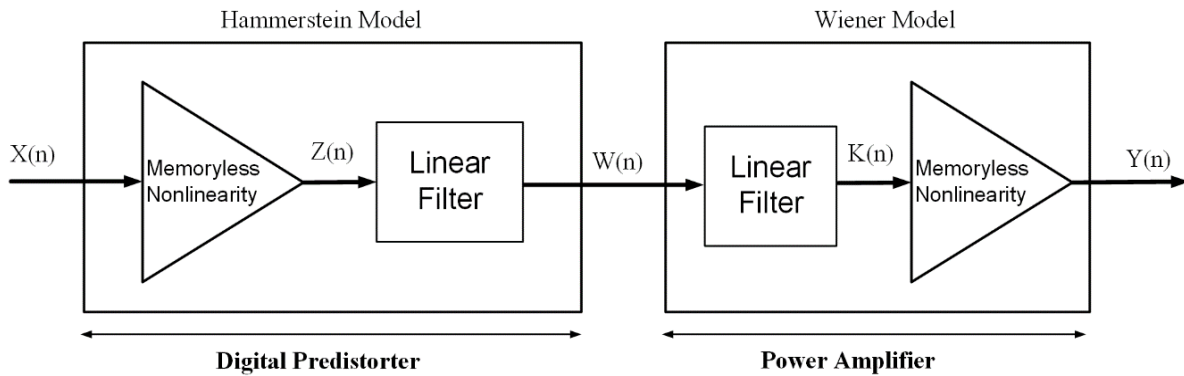 Hammerstein Model
Wiener Model
X(n)
Memoryless
Nonlinearity
Z(n)
Linear
Filter
W(n)
Linear
Filter
K(n)
Memoryless
Nonlinearity
Y(n)
Digital Predistorter
Power Amplifier